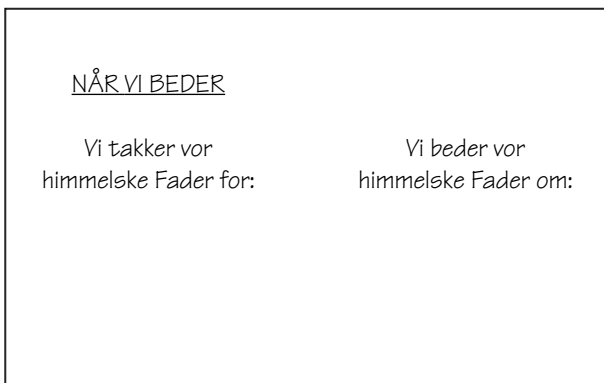 NÅR VI BEDER
Vi takker vor
himmelske Fader for:
Vi beder vor
himmelske Fader om: